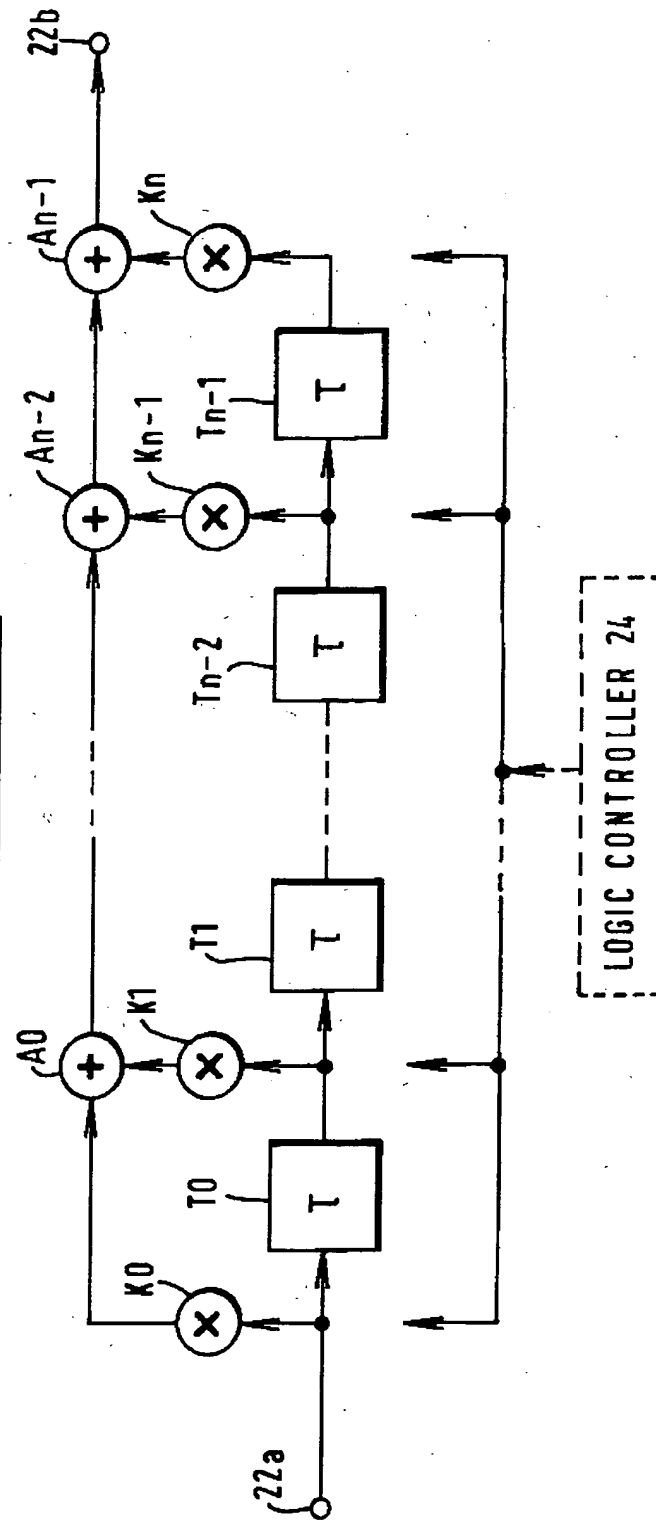 22b
An-1
Kn
An-2
Kn-1
Tn-1
Tn-2
A0
K1
T1
K0
T0
22a
+
+
+
×
×
×
×
τ
τ
τ
τ
LOGIC CONTROLLER 24